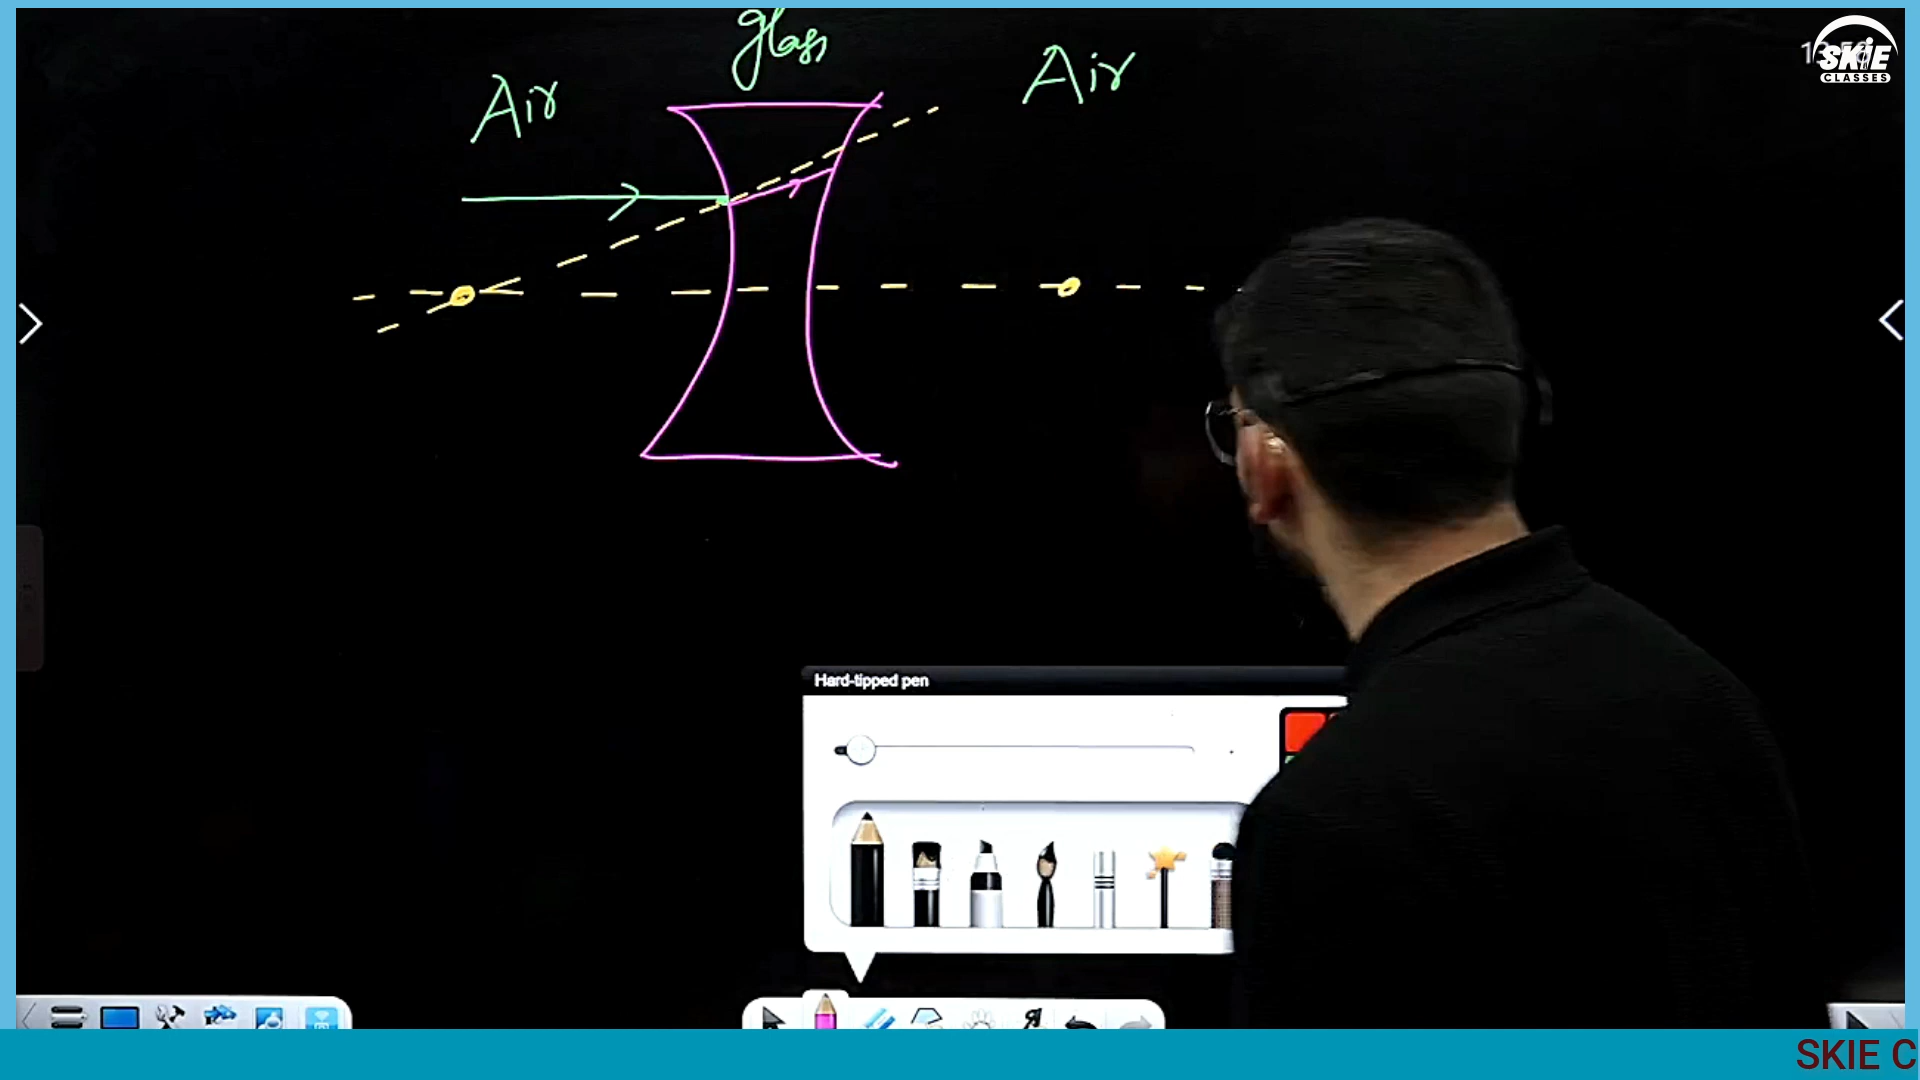 glass
Air
Air
SKIE
CLASSES
Hard-tipped pen
SKIE C